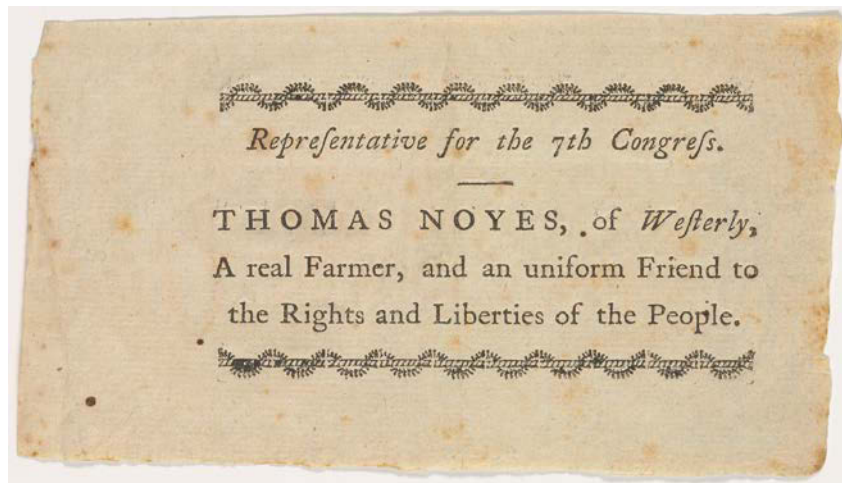 Repreſentative for the 7th Congreſs.
THOMAS NOYES, of Weſterly,
A real Farmer, and an uniform Friend to
the Rights and Liberties of the People.